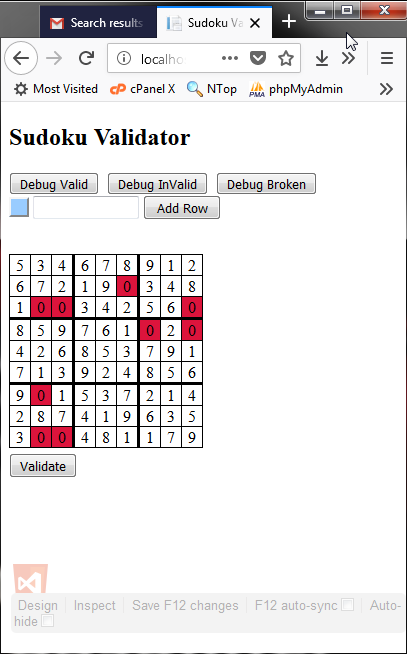 Search results
Sudoku Va
localho
Most Visited cPanel X NTop phpMyAdmin
Sudoku Validator
Debug Valid Debug InValid Debug Broken
Add Row
5 3 4 6 7 8 9 1 2
6 7 2 1 9 0 3 4 8
1 0 0 3 4 2 5 6 0
8 5 9 7 6 1 0 2 0
4 2 6 8 5 3 7 9 1
7 1 3 9 2 4 8 5 6
9 0 1 5 3 7 2 1 4
2 8 7 4 1 9 6 3 5
3 0 0 4 8 1 1 7 9
Validate
Design Inspect Save F12 changes F12 auto-sync Auto-
hide